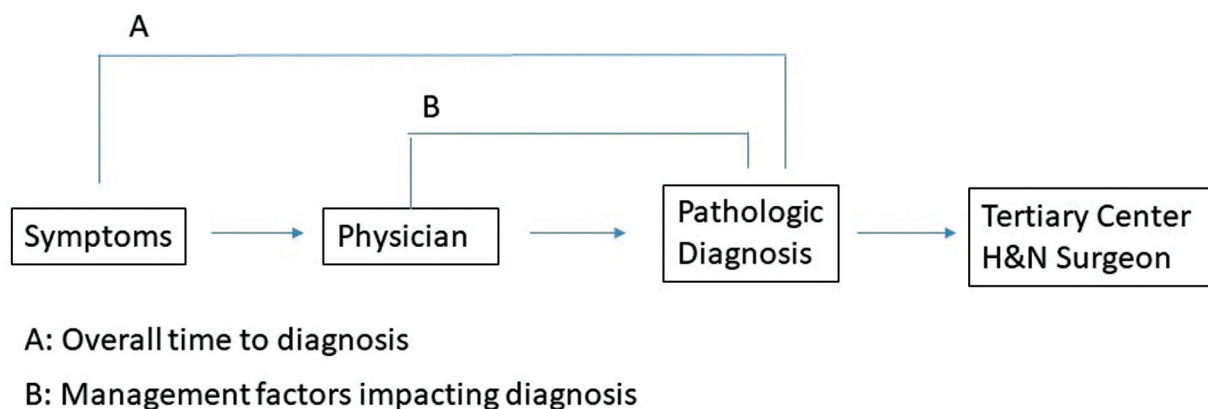 A
B
Symptoms
Physician
Pathologic
Diagnosis
Tertiary Center
H&N Surgeon
A: Overall time to diagnosis
B: Management factors impacting diagnosis